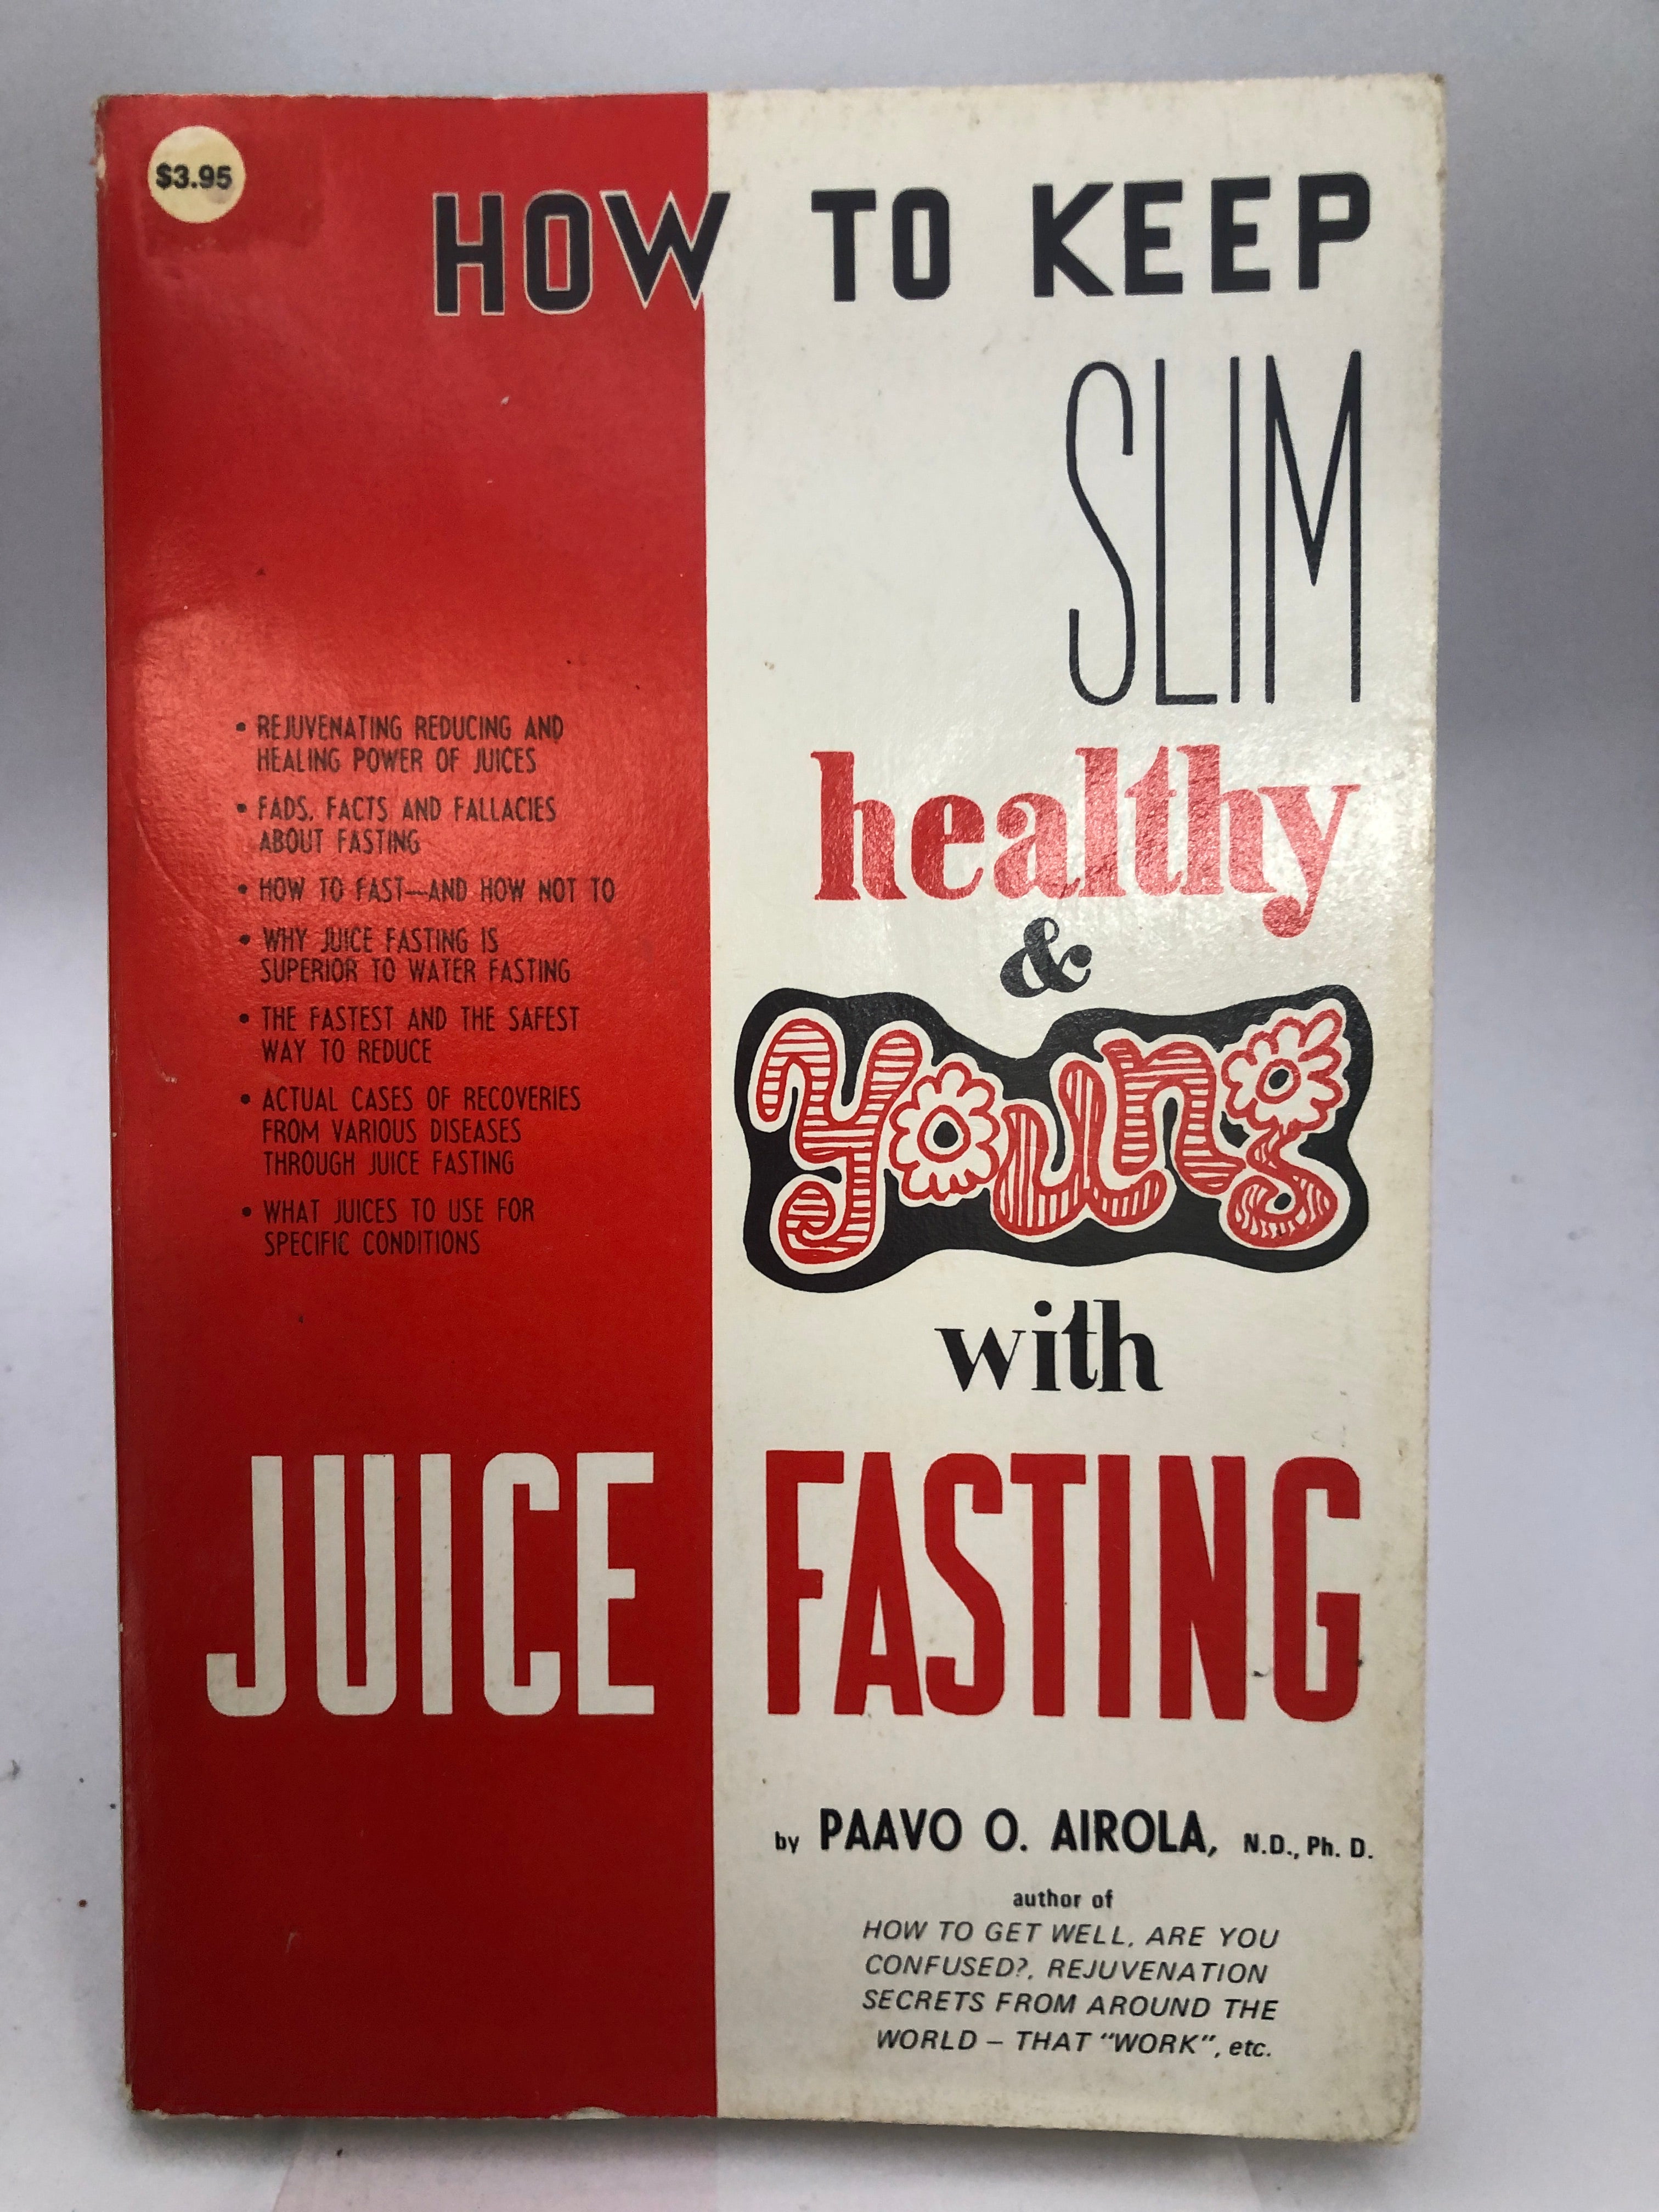 $3.95
HOW TO KEEP
SLIM
healthy
&
young
with
• REJUVENATING REDUCING AND
HEALING POWER OF JUICES
• FADS, FACTS AND FALLACIES
ABOUT FASTING
• HOW TO FAST—AND HOW NOT TO
• WHY JUICE FASTING IS
SUPERIOR TO WATER FASTING
• THE FASTEST AND THE SAFEST
WAY TO REDUCE
• ACTUAL CASES OF RECOVERIES
FROM VARIOUS DISEASES
THROUGH JUICE FASTING
• WHAT JUICES TO USE FOR
SPECIFIC CONDITIONS
JUICE FASTING
by PAAVO O. AIROLA, N.D., Ph. D.
author of
HOW TO GET WELL, ARE YOU
CONFUSED?, REJUVENATION
SECRETS FROM AROUND THE
WORLD – THAT "WORK", etc.